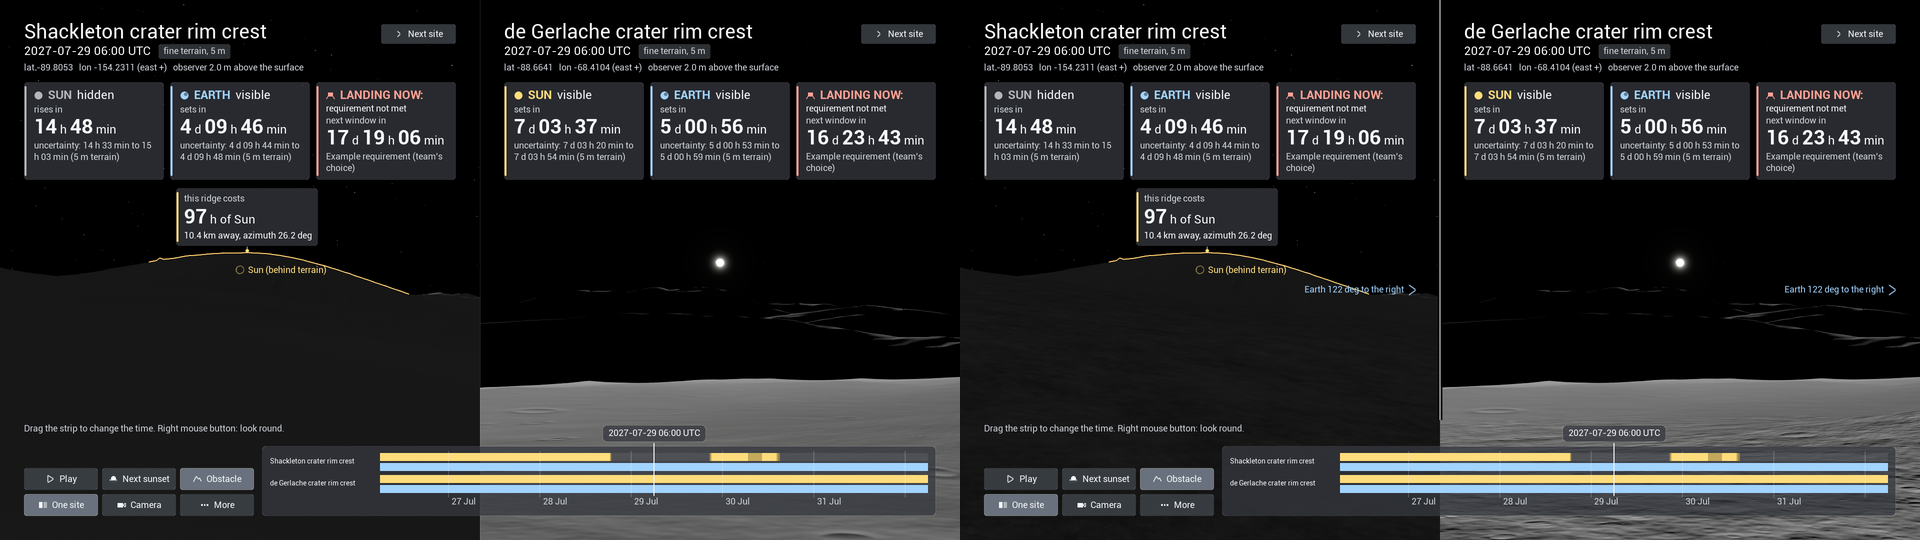 Shackleton crater rim crest
Next site
2027-07-29 06:00 UTC
fine terrain, 5 m
lat.-89.8053 lon -154.2311 (east +) observer 2.0 m above the surface
SUN hidden
rises in
14 h 48 min
uncertainty: 14 h 33 min to 15
h 03 min (5 m terrain)
EARTH visible
sets in
4 d 09 h 46 min
uncertainty: 4 d 09 h 44 min to
4 d 09 h 48 min (5 m terrain)
LANDING NOW:
requirement not met
next window in
17 d 19 h 06 min
Example requirement (team's
choice)
this ridge costs
97 h of Sun
10.4 km away, azimuth 26.2 deg
Sun (behind terrain)
de Gerlache crater rim crest
Next site
2027-07-29 06:00 UTC
fine terrain, 5 m
lat -88.6641 lon -68.4104 (east +) observer 2.0 m above the surface
SUN visible
sets in
7 d 03 h 37 min
uncertainty: 7 d 03 h 20 min to
7 d 03 h 54 min (5 m terrain)
EARTH visible
sets in
5 d 00 h 56 min
uncertainty: 5 d 00 h 53 min to
5 d 00 h 59 min (5 m terrain)
LANDING NOW:
requirement not met
next window in
16 d 23 h 43 min
Example requirement (team's
choice)
Drag the strip to change the time. Right mouse button: look round.
2027-07-29 06:00 UTC
Play
Next sunset
Obstacle
One site
Camera
More
Shackleton crater rim crest
de Gerlache crater rim crest
27 Jul
28 Jul
29 Jul
30 Jul
31 Jul
Shackleton crater rim crest
Next site
2027-07-29 06:00 UTC
fine terrain, 5 m
lat.-89.8053 lon -154.2311 (east +) observer 2.0 m above the surface
SUN hidden
rises in
14 h 48 min
uncertainty: 14 h 33 min to 15
h 03 min (5 m terrain)
EARTH visible
sets in
4 d 09 h 46 min
uncertainty: 4 d 09 h 44 min to
4 d 09 h 48 min (5 m terrain)
LANDING NOW:
requirement not met
next window in
17 d 19 h 06 min
Example requirement (team's
choice)
this ridge costs
97 h of Sun
10.4 km away, azimuth 26.2 deg
Sun (behind terrain)
Earth 122 deg to the right
de Gerlache crater rim crest
Next site
2027-07-29 06:00 UTC
fine terrain, 5 m
lat -88.6641 lon -68.4104 (east +) observer 2.0 m above the surface
SUN visible
sets in
7 d 03 h 37 min
uncertainty: 7 d 03 h 20 min to
7 d 03 h 54 min (5 m terrain)
EARTH visible
sets in
5 d 00 h 56 min
uncertainty: 5 d 00 h 53 min to
5 d 00 h 59 min (5 m terrain)
LANDING NOW:
requirement not met
next window in
16 d 23 h 43 min
Example requirement (team's
choice)
Earth 122 deg to the right
Drag the strip to change the time. Right mouse button: look round.
2027-07-29 06:00 UTC
Play
Next sunset
Obstacle
One site
Camera
More
Shackleton crater rim crest
de Gerlache crater rim crest
27 Jul
28 Jul
29 Jul
30 Jul
31 Jul